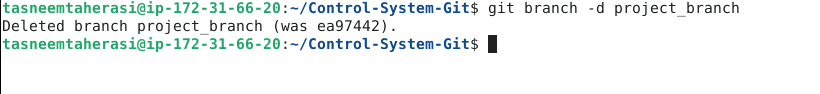 tasneemtaherasi@ip-172-31-66-20:~/Control-System-Git$ git branch -d project_branch
Deleted branch project_branch (was ea97442).
tasneemtaherasi@ip-172-31-66-20:~/Control-System-Git$